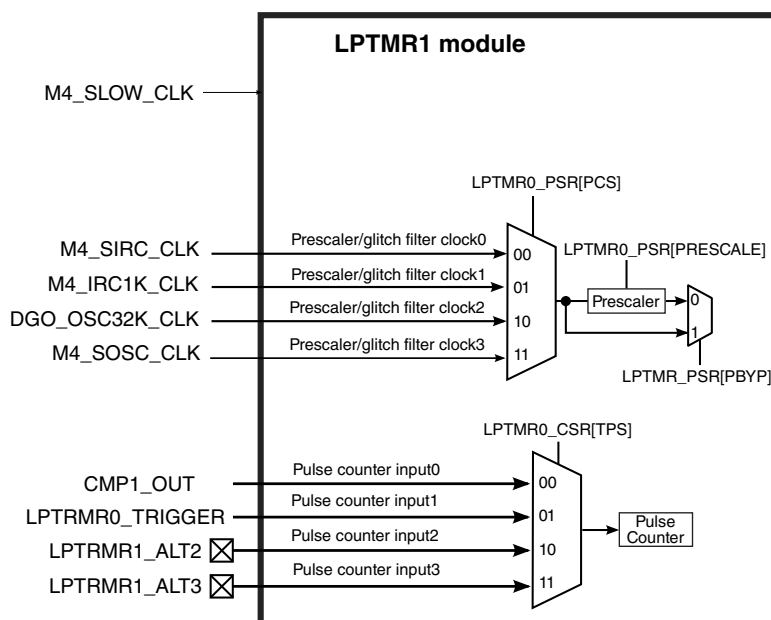 LPTMR1 module
M4_SLOW_CLK
LPTMR0_PSR[PCS]
M4_SIRC_CLK
Prescaler/glitch filter clock0
00
LPTMR0_PSR[PRESCALE]
M4_IRC1K_CLK
Prescaler/glitch filter clock1
01
Prescaler
0
DGO_OSC32K_CLK
Prescaler/glitch filter clock2
10
1
M4_SOSC_CLK
Prescaler/glitch filter clock3
11
LPTMR_PSR[PBYP]
LPTMR0_CSR[TPS]
CMP1_OUT
Pulse counter input0
00
LPTRMR0_TRIGGER
Pulse counter input1
01
Pulse
Counter
LPTRMR1_ALT2
Pulse counter input2
10
LPTRMR1_ALT3
Pulse counter input3
11